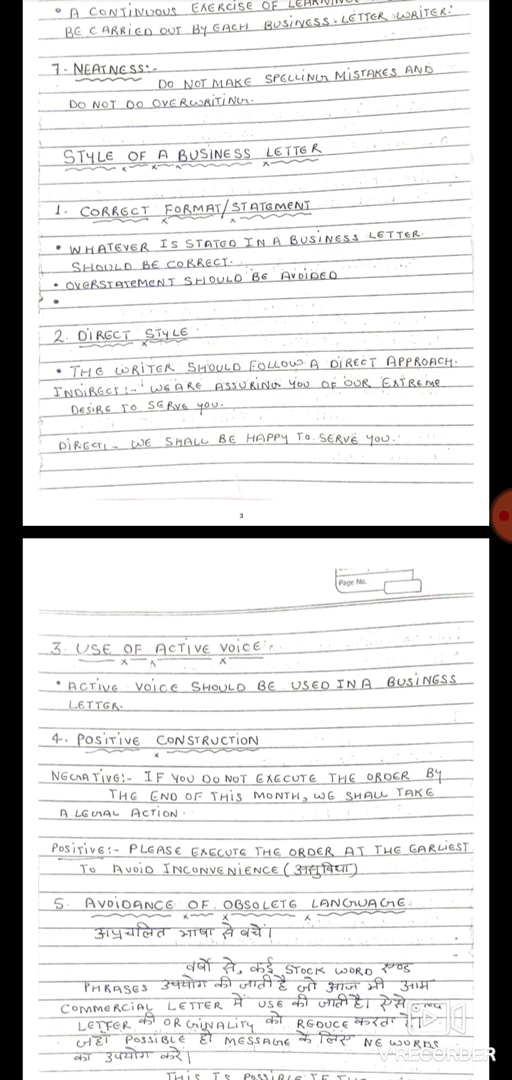 • A CONTINUOUS EXERCISE OF LEARNING
BE CARRIED OUT BY EACH BUSINESS-LETTER WRITER.
7. NEATNESS:-
DO NOT MAKE SPELLING MISTAKES AND
DO NOT DO OVERWRITING.
STYLE OF A BUSINESS LETTER
1. CORRECT FORMAT/STATEMENT
• WHATEVER IS STATED IN A BUSINESS LETTER
SHOULD BE CORRECT.
• OVERSTATEMENT SHOULD BE AVOIDED
•
2. DIRECT STYLE
• THE WRITER SHOULD FOLLOW A DIRECT APPROACH.
INDIRECT:- WE ARE ASSURING YOU OF OUR EXTREME
DESIRE TO SERVE YOU.
DIRECT:- WE SHALL BE HAPPY TO SERVE YOU.
3
Page No.
3. USE OF ACTIVE VOICE:-
• ACTIVE VOICE SHOULD BE USED IN A BUSINESS
LETTER.
4. POSITIVE CONSTRUCTION
NEGATIVE:- IF YOU DO NOT EXECUTE THE ORDER BY
THE END OF THIS MONTH, WE SHALL TAKE
A LEGAL ACTION.
POSITIVE:- PLEASE EXECUTE THE ORDER AT THE EARLIEST
TO AVOID INCONVENIENCE (असुविधा)
5. AVOIDANCE OF OBSOLETE LANGUAGE
अप्रचलित भाषा से बचें।
वर्षों से, कई STOCK WORD एण्ड
PHRASES उपयोग की जाती है जो आज भी आम
COMMERCIAL LETTER में USE की जाती है। ऐसे
LETTER की ORGINALITY को REDUCE करता है।
जहाँ POSSIBLE हो MESSAGE के लिए NE WORDS
का उपयोग करे।
THIS IS POSSIBLE
V RECORDER